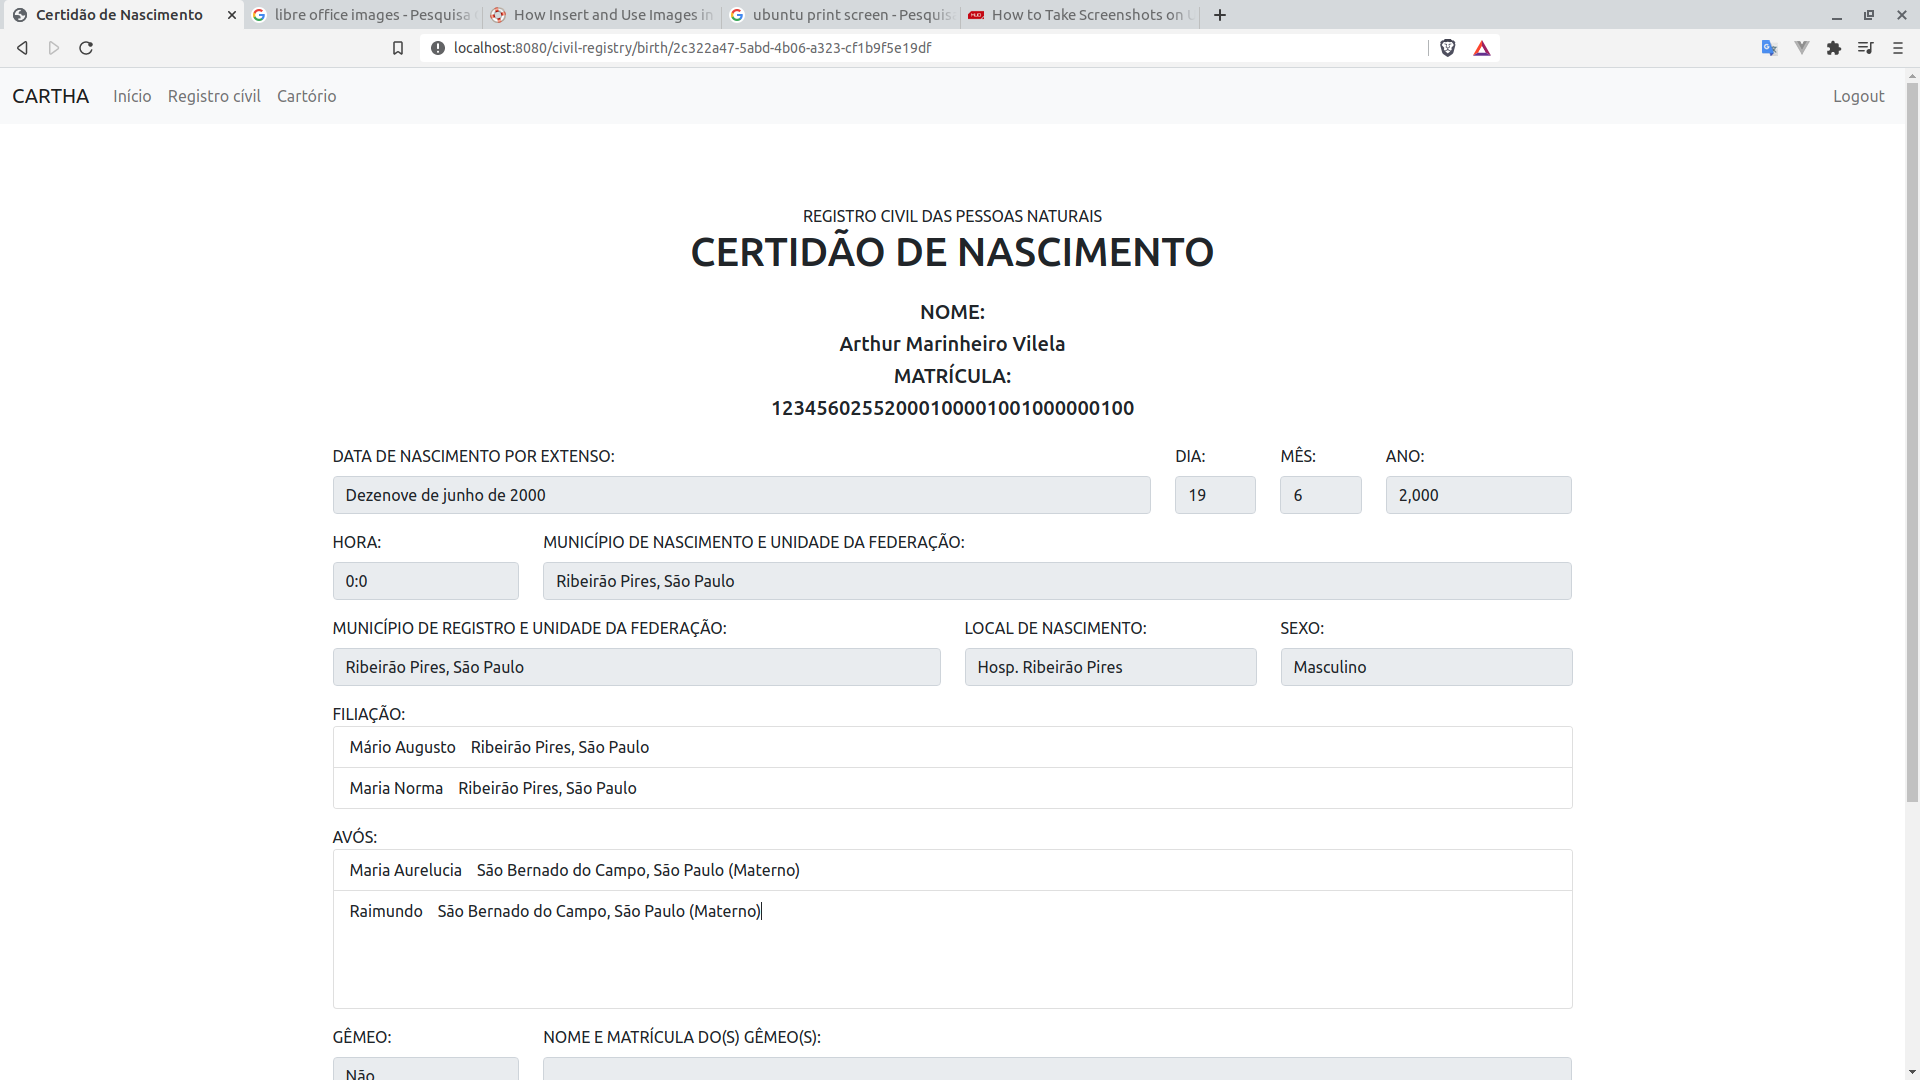 Certidão de Nascimento
libre office images - Pesquisa
How Insert and Use Images in
ubuntu print screen - Pesquis
How to Take Screenshots on U
localhost:8080/civil-registry/birth/2c322a47-5abd-4b06-a323-cf1b9f5e19df
CARTHA Início Registro cívil Cartório Logout
REGISTRO CIVIL DAS PESSOAS NATURAIS
CERTIDÃO DE NASCIMENTO
NOME:
Arthur Marinheiro Vilela
MATRÍCULA:
12345602552000100001001000000100
DATA DE NASCIMENTO POR EXTENSO: DIA: MÊS: ANO:
Dezenove de junho de 2000 19 6 2,000
HORA: MUNICÍPIO DE NASCIMENTO E UNIDADE DA FEDERAÇÃO:
0:0 Ribeirão Pires, São Paulo
MUNICÍPIO DE REGISTRO E UNIDADE DA FEDERAÇÃO: LOCAL DE NASCIMENTO: SEXO:
Ribeirão Pires, São Paulo Hosp. Ribeirão Pires Masculino
FILIAÇÃO:
Mário Augusto Ribeirão Pires, São Paulo
Maria Norma Ribeirão Pires, São Paulo
AVÓS:
Maria Aurelucia São Bernado do Campo, São Paulo (Materno)
Raimundo São Bernado do Campo, São Paulo (Materno)
GÊMEO: NOME E MATRÍCULA DO(S) GÊMEO(S):
Não